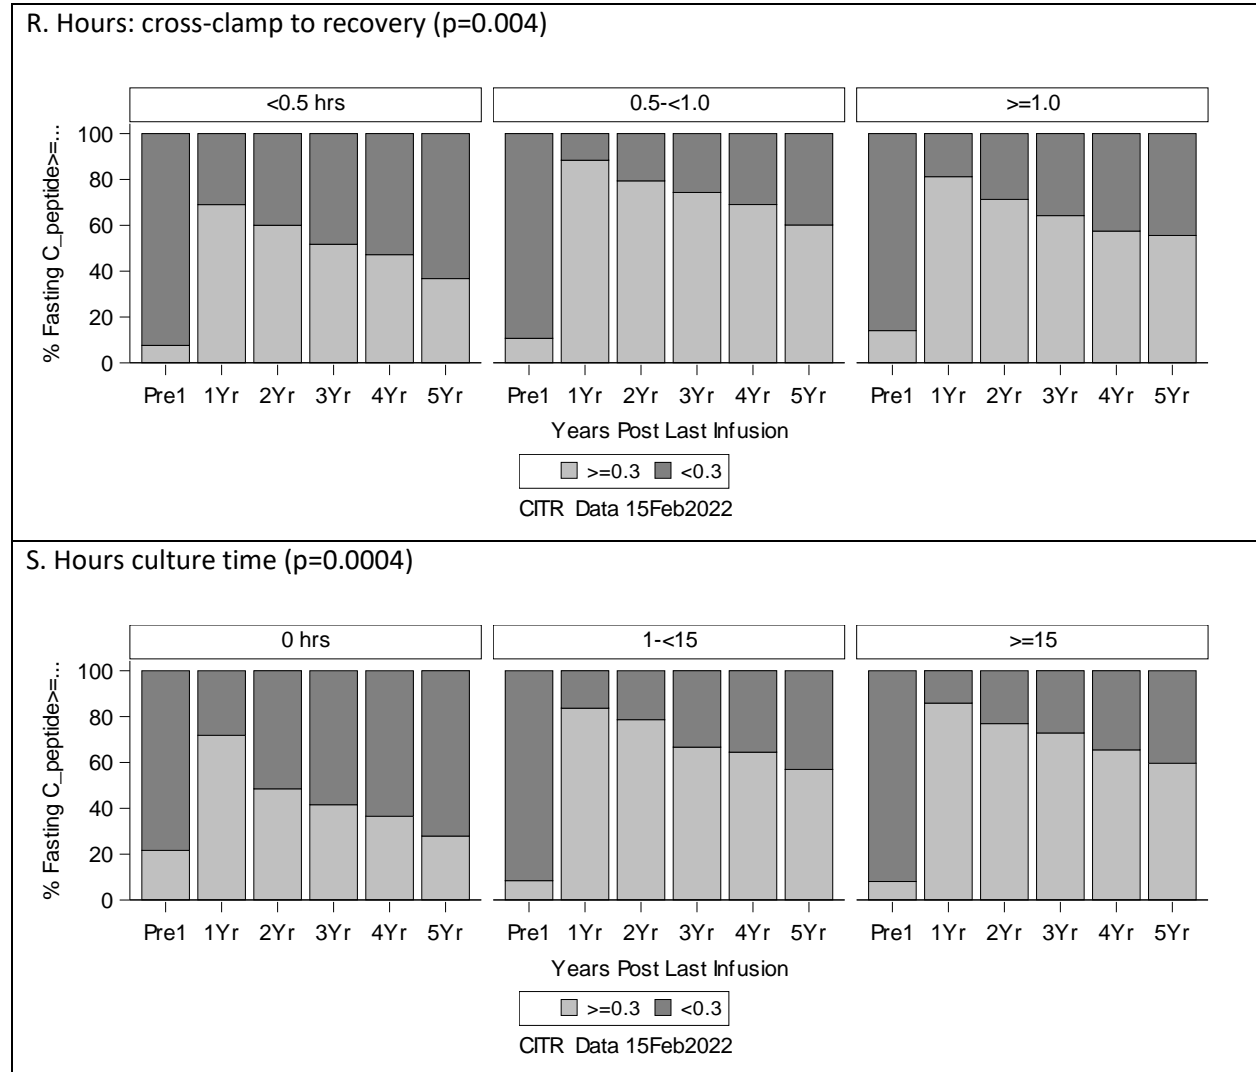 R. Hours: cross-clamp to recovery (p=0.004)
<0.5 hrs 0.5-<1.0 >=1.0
% Fasting C_peptide>=...
100
80
60
40
20
0
Pre1 1Yr 2Yr 3Yr 4Yr 5Yr Pre1 1Yr 2Yr 3Yr 4Yr 5Yr Pre1 1Yr 2Yr 3Yr 4Yr 5Yr
Years Post Last Infusion
>=0.3 <0.3
CITR Data 15Feb2022
S. Hours culture time (p=0.0004)
0 hrs 1-<15 >=15
% Fasting C_peptide>=...
100
80
60
40
20
0
Pre1 1Yr 2Yr 3Yr 4Yr 5Yr Pre1 1Yr 2Yr 3Yr 4Yr 5Yr Pre1 1Yr 2Yr 3Yr 4Yr 5Yr
Years Post Last Infusion
>=0.3 <0.3
CITR Data 15Feb2022